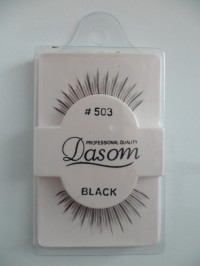 # 503
PROFESSIONAL QUALITY
Dasom
BLACK